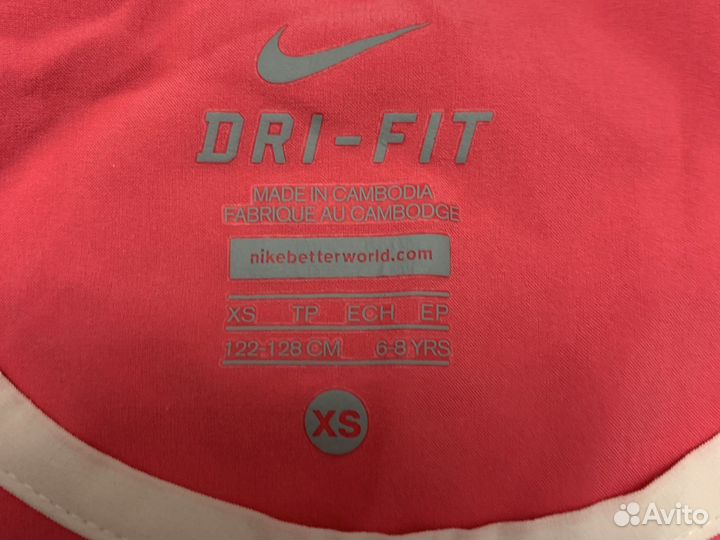 DRI-FIT
MADE IN CAMBODIA
FABRIQUE AU CAMBODGE
nikebetterworld.com
XS TP ECH EP
122-128 CM 6-8 YRS
XS
Avito